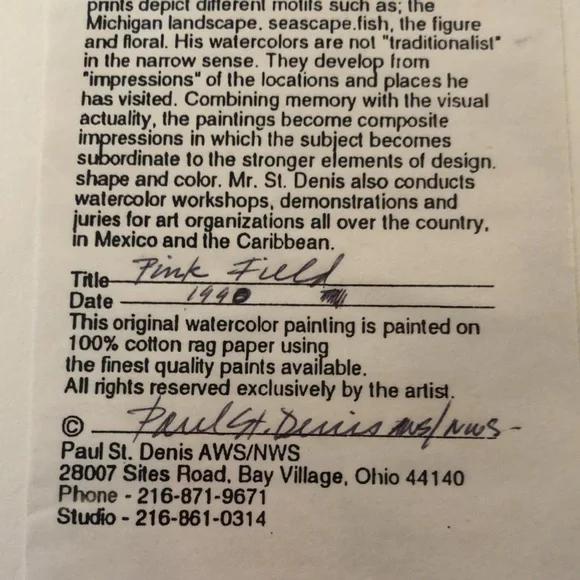 prints depict different motifs such as; the
Michigan landscape, seascape,fish, the figure
and floral. His watercolors are not "traditionalist"
in the narrow sense. They develop from
"impressions" of the locations and places he
has visited. Combining memory with the visual
actuality, the paintings become composite
impressions in which the subject becomes
subordinate to the stronger elements of design.
shape and color. Mr. St. Denis also conducts
watercolor workshops, demonstrations and
juries for art organizations all over the country,
in Mexico and the Caribbean.
Title Pink Field
Date 1990
This original watercolor painting is painted on
100% cotton rag paper using
the finest quality paints available.
All rights reserved exclusively by the artist.
© Paul St. Denis AWS/NWS
Paul St. Denis AWS/NWS
28007 Sites Road, Bay Village, Ohio 44140
Phone - 216-871-9671
Studio - 216-861-0314